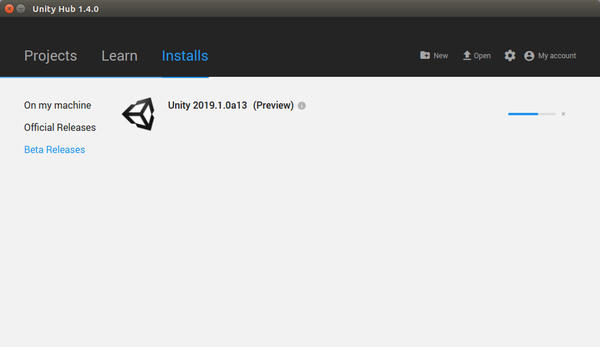 Unity Hub 1.4.0
Projects Learn Installs New Open My account
On my machine
Unity 2019.1.0a13 (Preview)
Official Releases
Beta Releases